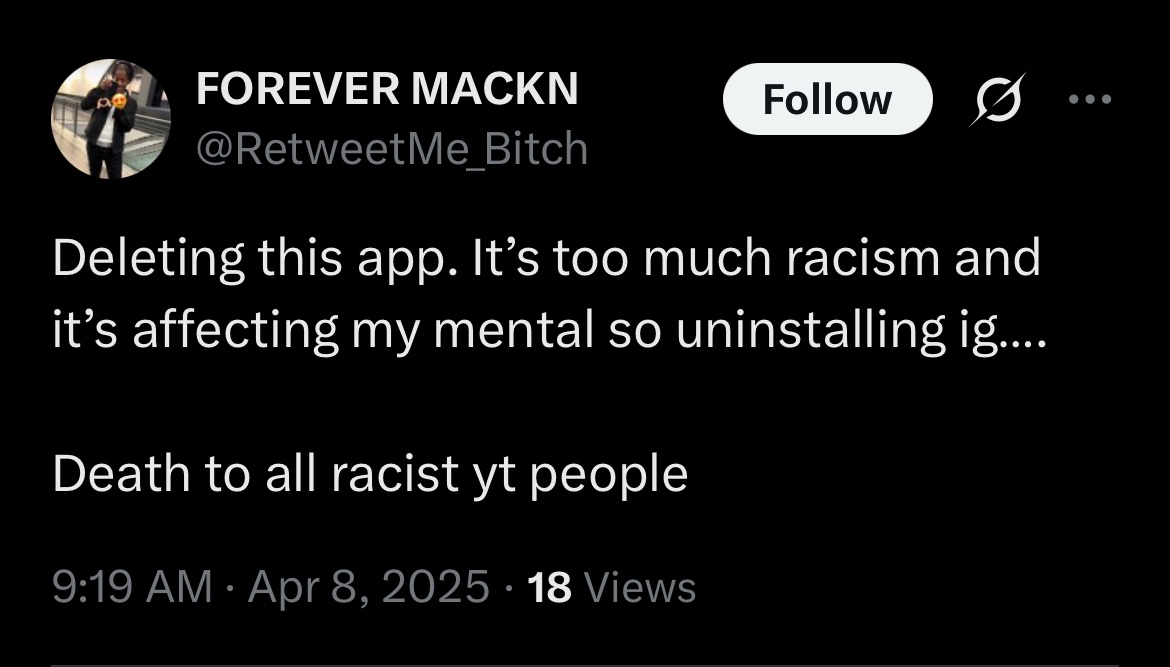 FOREVER MACKN
Follow
@RetweetMe_Bitch
Deleting this app. It’s too much racism and
it’s affecting my mental so uninstalling ig....
Death to all racist yt people
9:19 AM · Apr 8, 2025 · 18 Views